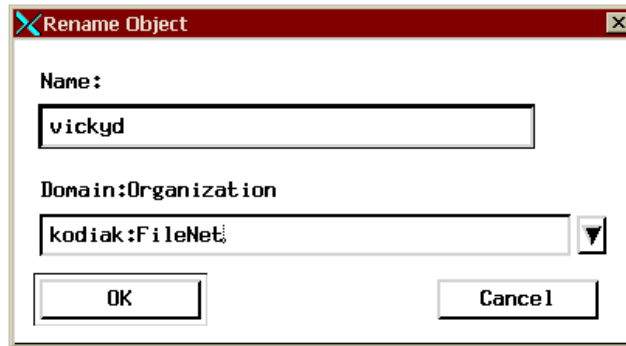 Rename Object
Name:
vickyd
Domain:Organization
kodiak:FileNet
OK
Cancel